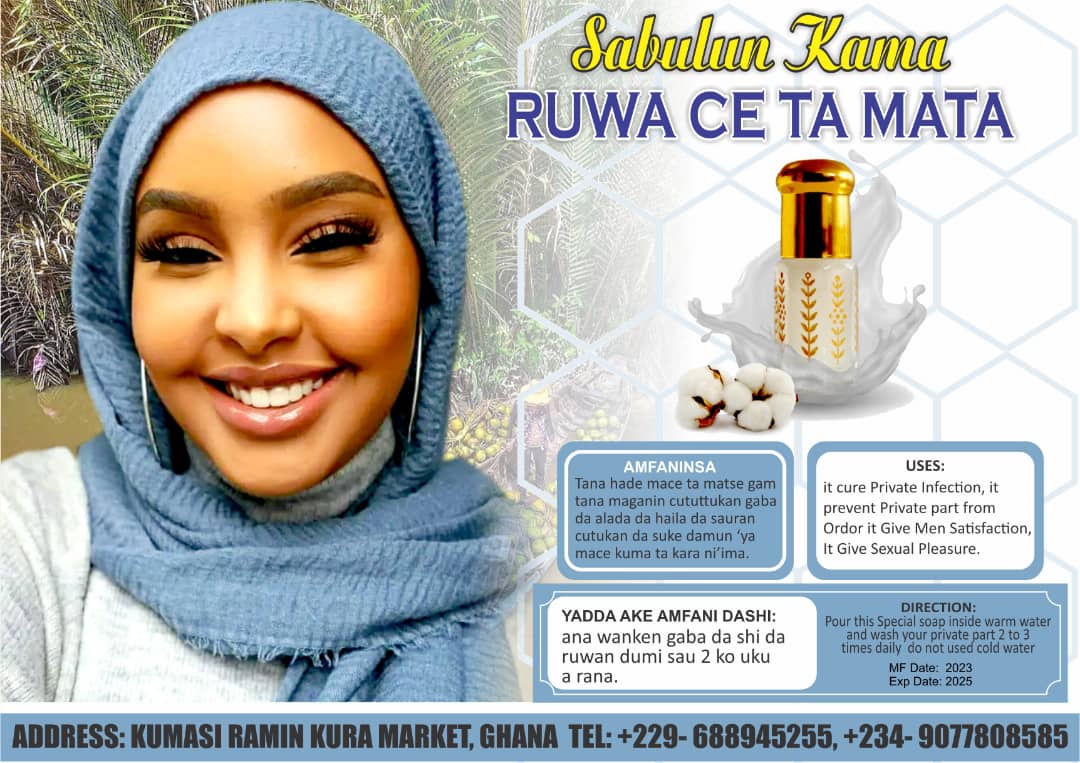 Sabulun Kama
RUWA CE TA MATA
AMFANINSA
Tana hade mace ta matse gam
tana maganin cututtukan gaba
da alada da haila da sauran
cutukan da suke damun ‘ya
mace kuma ta kara ni’ima.
USES:
it cure Private Infection, it
prevent Private part from
Ordor it Give Men Satisfaction,
It Give Sexual Pleasure.
YADDA AKE AMFANI DASHI:
ana wanken gaba da shi da
ruwan dumi sau 2 ko uku
a rana.
DIRECTION:
Pour this Special soap inside warm water
and wash your private part 2 to 3
times daily do not used cold water
MF Date: 2023
Exp Date: 2025
ADDRESS: KUMASI RAMIN KURA MARKET, GHANA TEL: +229- 688945255, +234- 9077808585